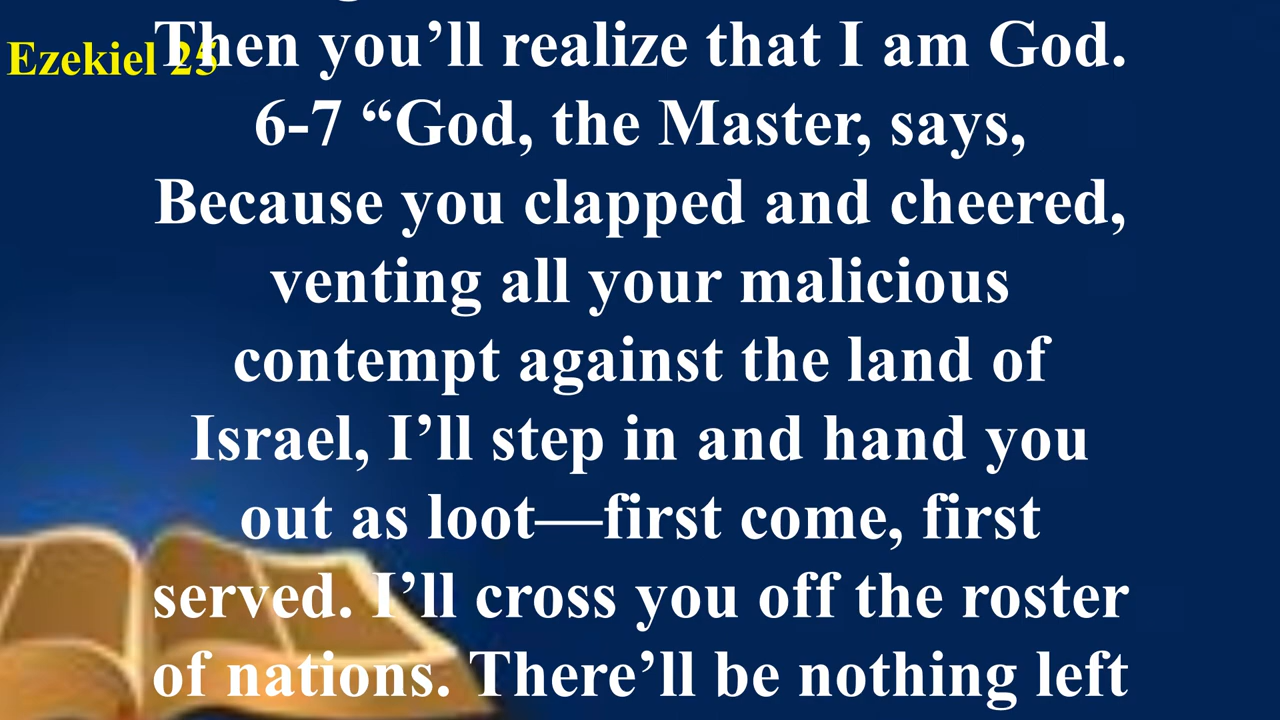 Ezekiel 25
Then you’ll realize that I am God.
6-7 “God, the Master, says,
Because you clapped and cheered,
venting all your malicious
contempt against the land of
Israel, I’ll step in and hand you
out as loot—first come, first
served. I’ll cross you off the roster
of nations. There’ll be nothing left